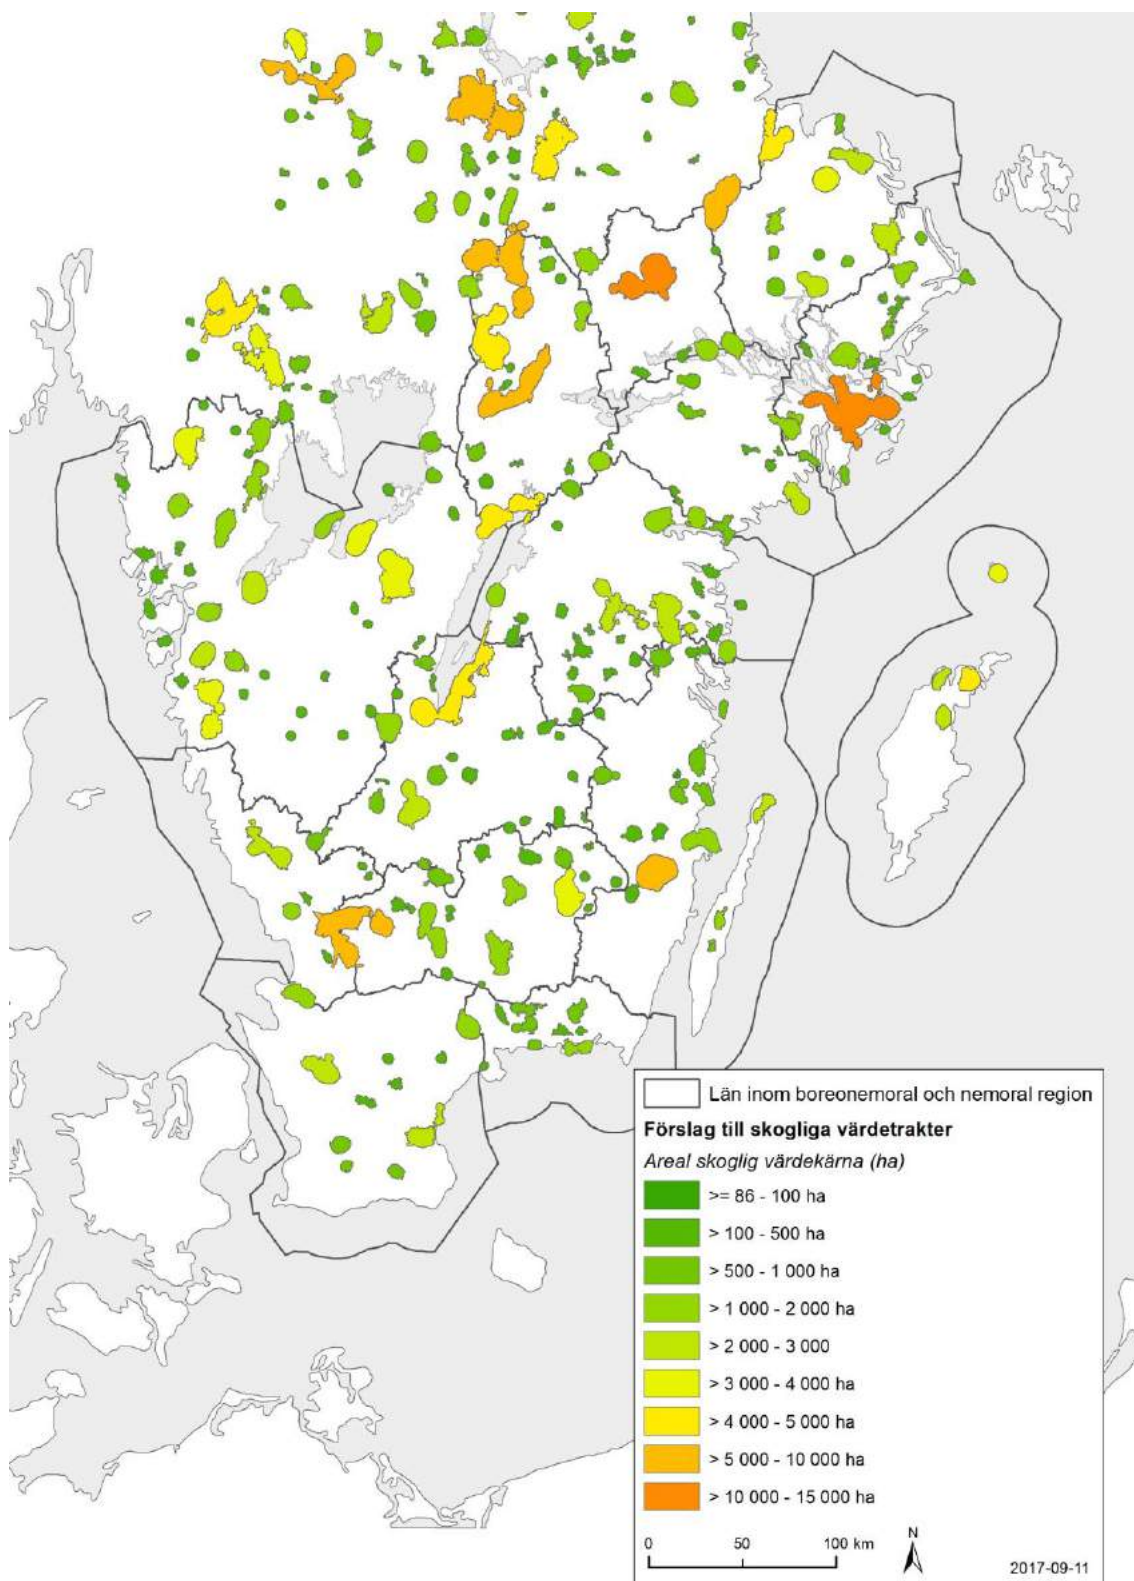 Län inom boreonemoral och nemoral region
Förslag till skogliga värdetrakter
Areal skoglig värdekärna (ha)
>= 86 - 100 ha
> 100 - 500 ha
> 500 - 1 000 ha
> 1 000 - 2 000 ha
> 2 000 - 3 000
> 3 000 - 4 000 ha
> 4 000 - 5 000 ha
> 5 000 - 10 000 ha
> 10 000 - 15 000 ha
0 50 100 km
N
2017-09-11